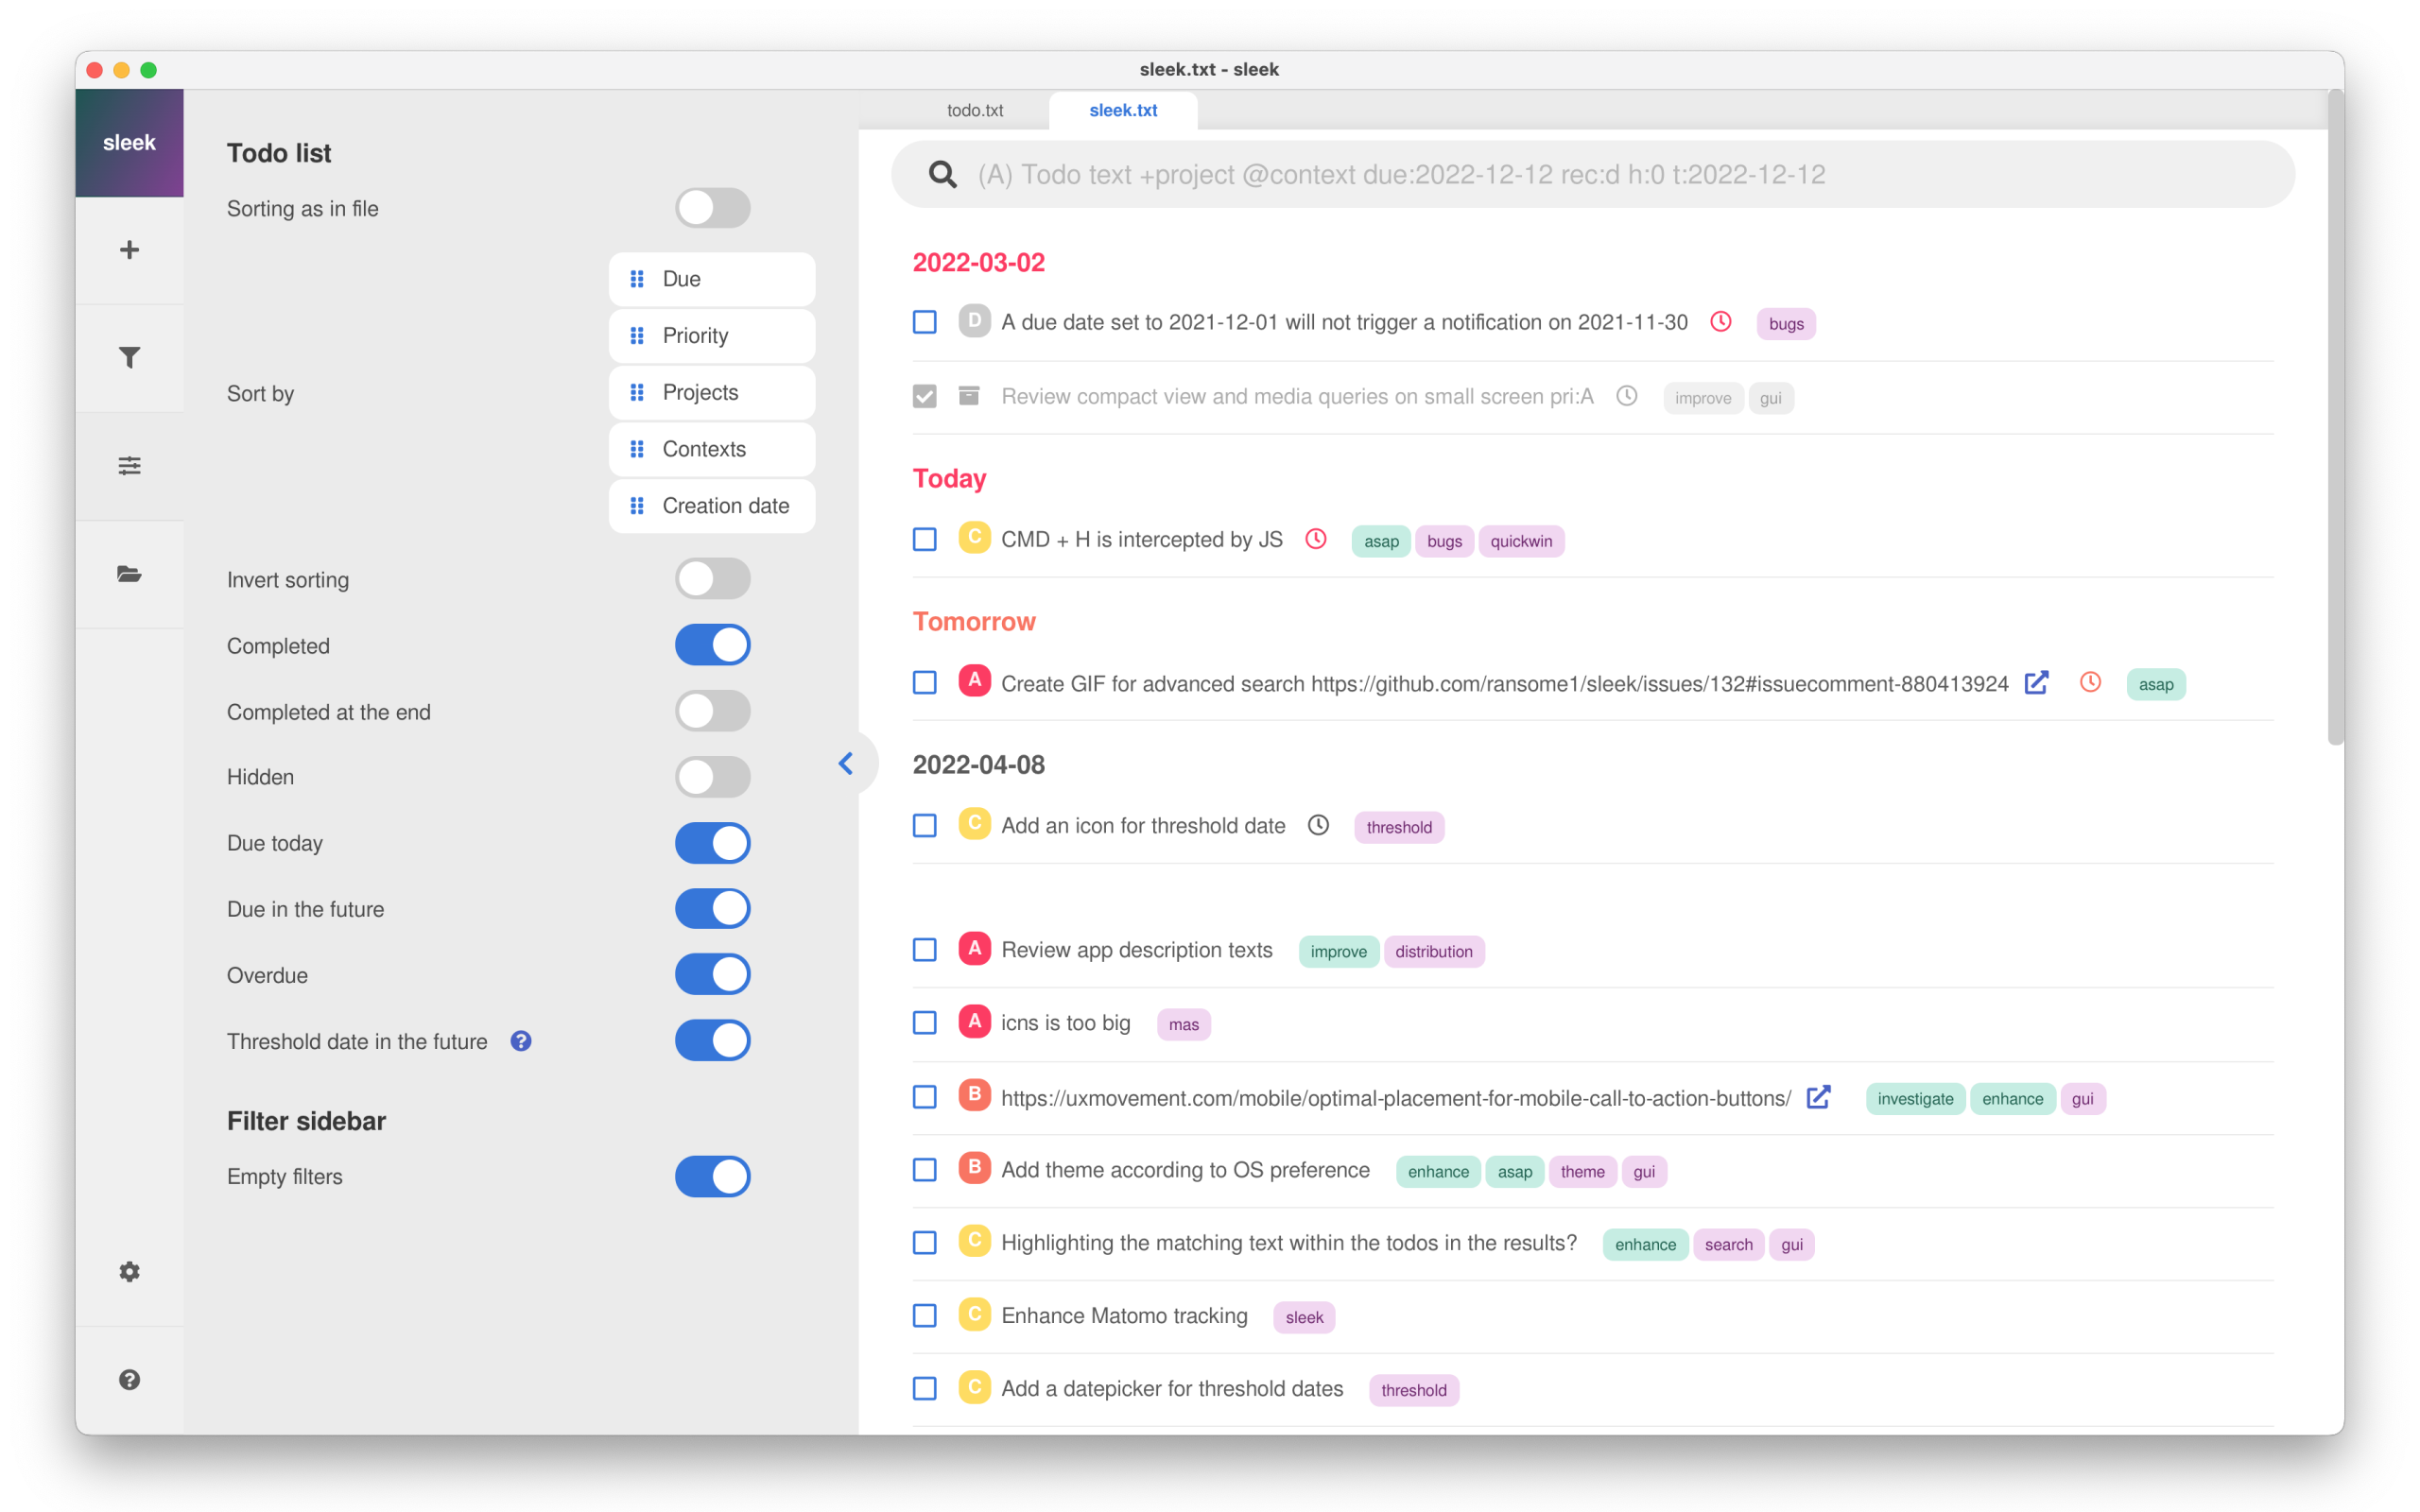 sleek.txt - sleek
sleek
Todo list
Sorting as in file
Sort by
Due
Priority
Projects
Contexts
Creation date
Invert sorting
Completed
Completed at the end
Hidden
Due today
Due in the future
Overdue
Threshold date in the future ?
Filter sidebar
Empty filters
?
todo.txt sleek.txt
(A) Todo text +project @context due:2022-12-12 rec:d h:0 t:2022-12-12
2022-03-02
D A due date set to 2021-12-01 will not trigger a notification on 2021-11-30 bugs
Review compact view and media queries on small screen pri:A improve gui
Today
C CMD + H is intercepted by JS asap bugs quickwin
Tomorrow
A Create GIF for advanced search https://github.com/ransome1/sleek/issues/132#issuecomment-880413924 asap
2022-04-08
C Add an icon for threshold date threshold
A Review app description texts improve distribution
A icns is too big mas
B https://uxmovement.com/mobile/optimal-placement-for-mobile-call-to-action-buttons/ investigate enhance gui
B Add theme according to OS preference enhance asap theme gui
C Highlighting the matching text within the todos in the results? enhance search gui
C Enhance Matomo tracking sleek
C Add a datepicker for threshold dates threshold